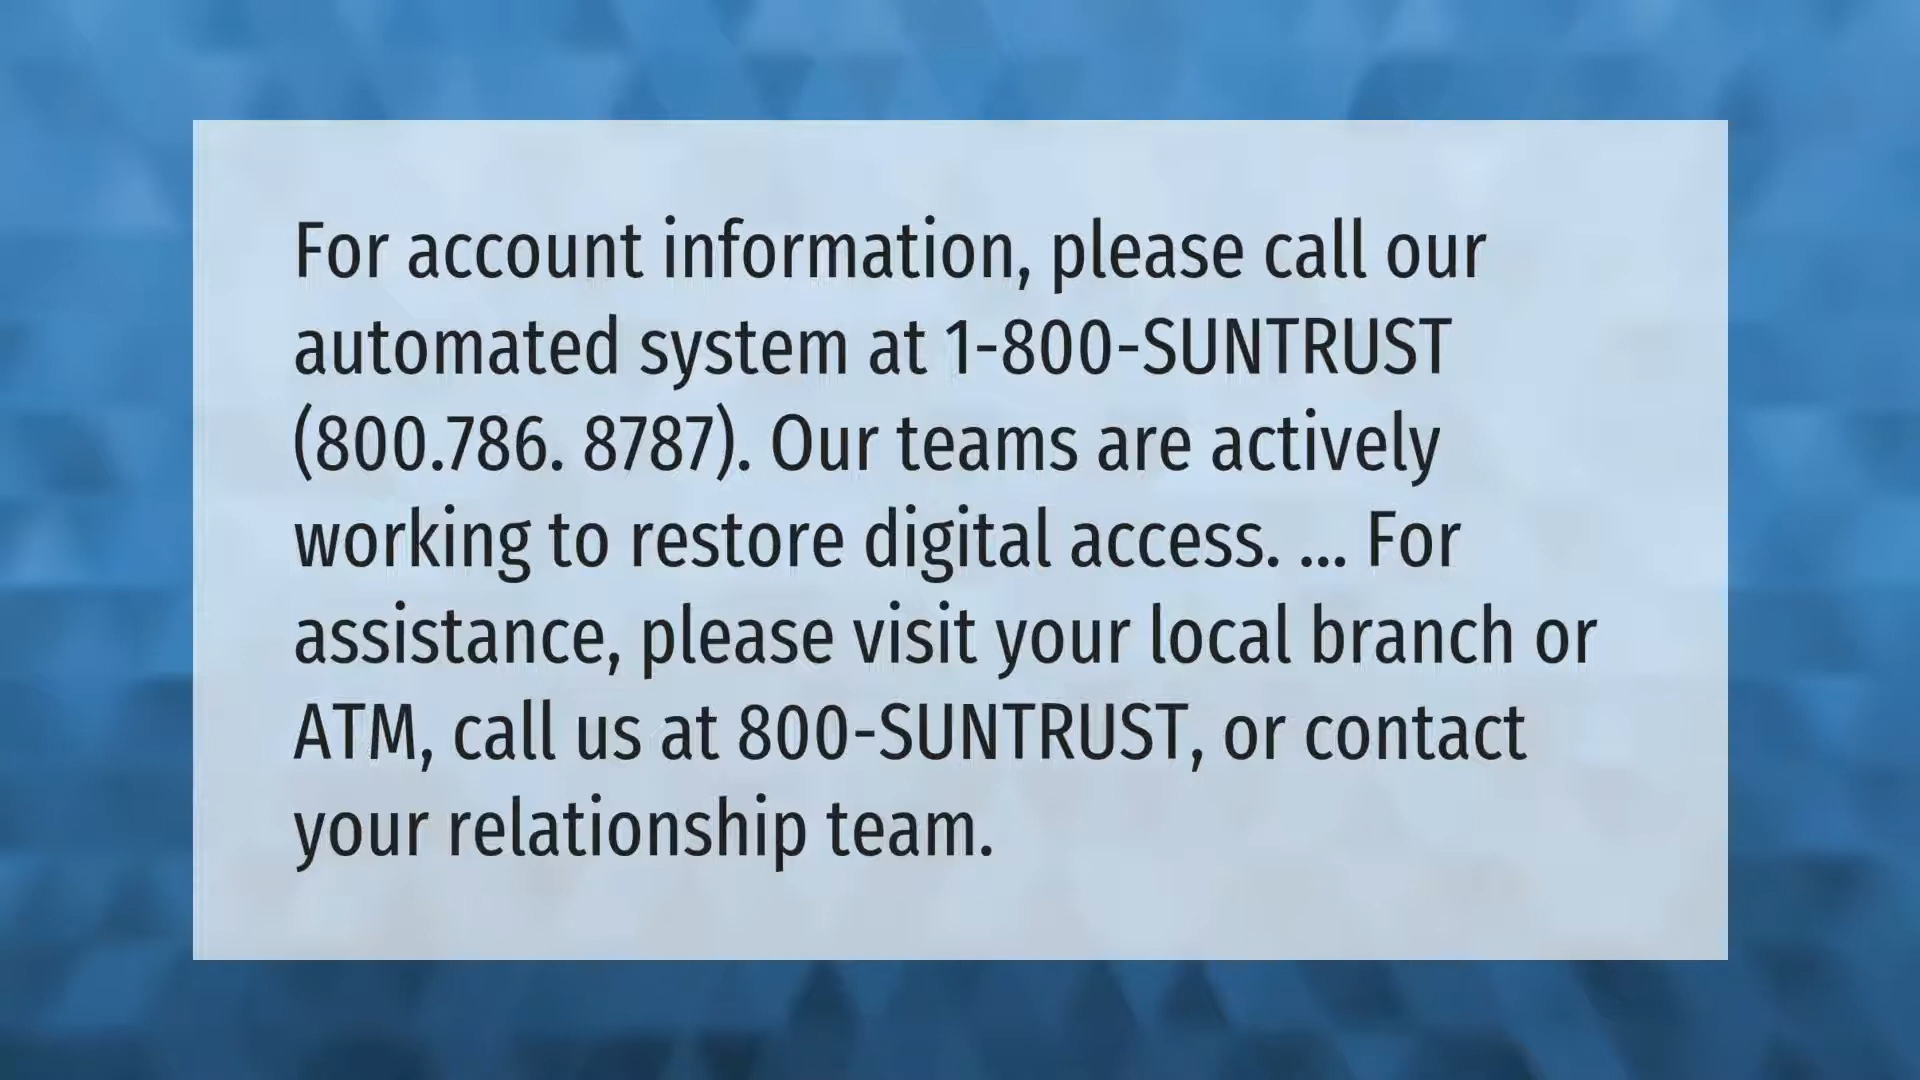 For account information, please call our
automated system at 1-800-SUNTRUST
(800.786. 8787). Our teams are actively
working to restore digital access. ... For
assistance, please visit your local branch or
ATM, call us at 800-SUNTRUST, or contact
your relationship team.